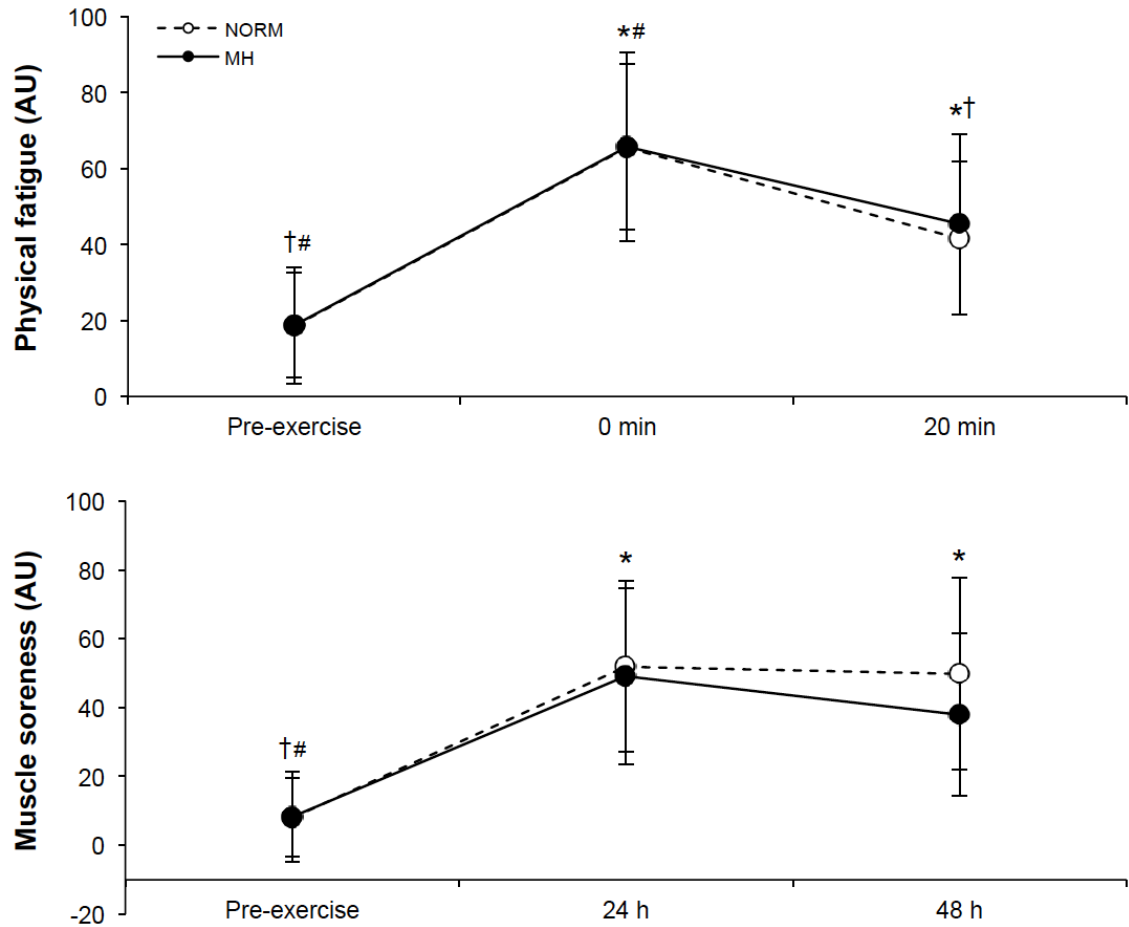 Physical fatigue (AU)
100
80
60
40
20
0
NORM
MH
†#
*#
*†
Pre-exercise
0 min
20 min
Muscle soreness (AU)
100
80
60
40
20
0
-20
†#
*
*
Pre-exercise
24 h
48 h